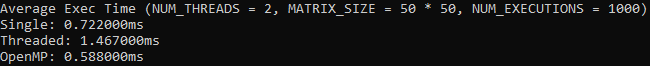 Average Exec Time (NUM_THREADS = 2, MATRIX_SIZE = 50 * 50, NUM_EXECUTIONS = 1000)
Single: 0.722000ms
Threaded: 1.467000ms
OpenMP: 0.588000ms